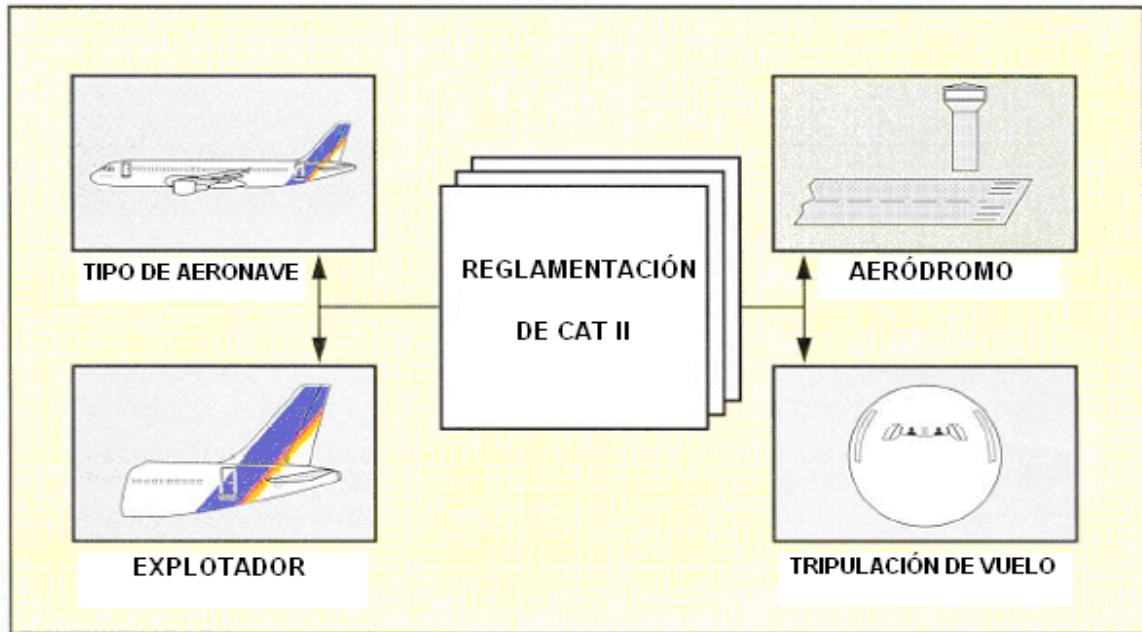 TIPO DE AERONAVE
REGLAMENTACIÓN
DE CAT II
AERÓDROMO
EXPLOTADOR
TRIPULACIÓN DE VUELO